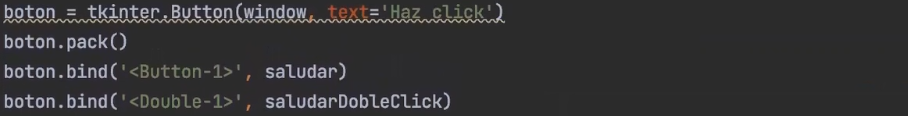 boton = tkinter.Button(window, text='Haz click')
boton.pack()
boton.bind('<Button-1>', saludar)
boton.bind('<Double-1>', saludarDobleClick)